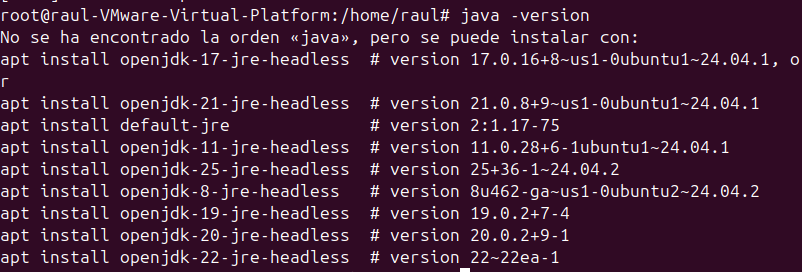 root@raul-VMware-Virtual-Platform:/home/raul# java -version
No se ha encontrado la orden «java», pero se puede instalar con:
apt install openjdk-17-jre-headless  # version 17.0.16+8~us1-0ubuntu1~24.04.1, o
r
apt install openjdk-21-jre-headless  # version 21.0.8+9~us1-0ubuntu1~24.04.1
apt install default-jre              # version 2:1.17-75
apt install openjdk-11-jre-headless  # version 11.0.28+6-1ubuntu1~24.04.1
apt install openjdk-25-jre-headless  # version 25+36-1~24.04.2
apt install openjdk-8-jre-headless   # version 8u462-ga~us1-0ubuntu2~24.04.2
apt install openjdk-19-jre-headless  # version 19.0.2+7-4
apt install openjdk-20-jre-headless  # version 20.0.2+9-1
apt install openjdk-22-jre-headless  # version 22~22ea-1